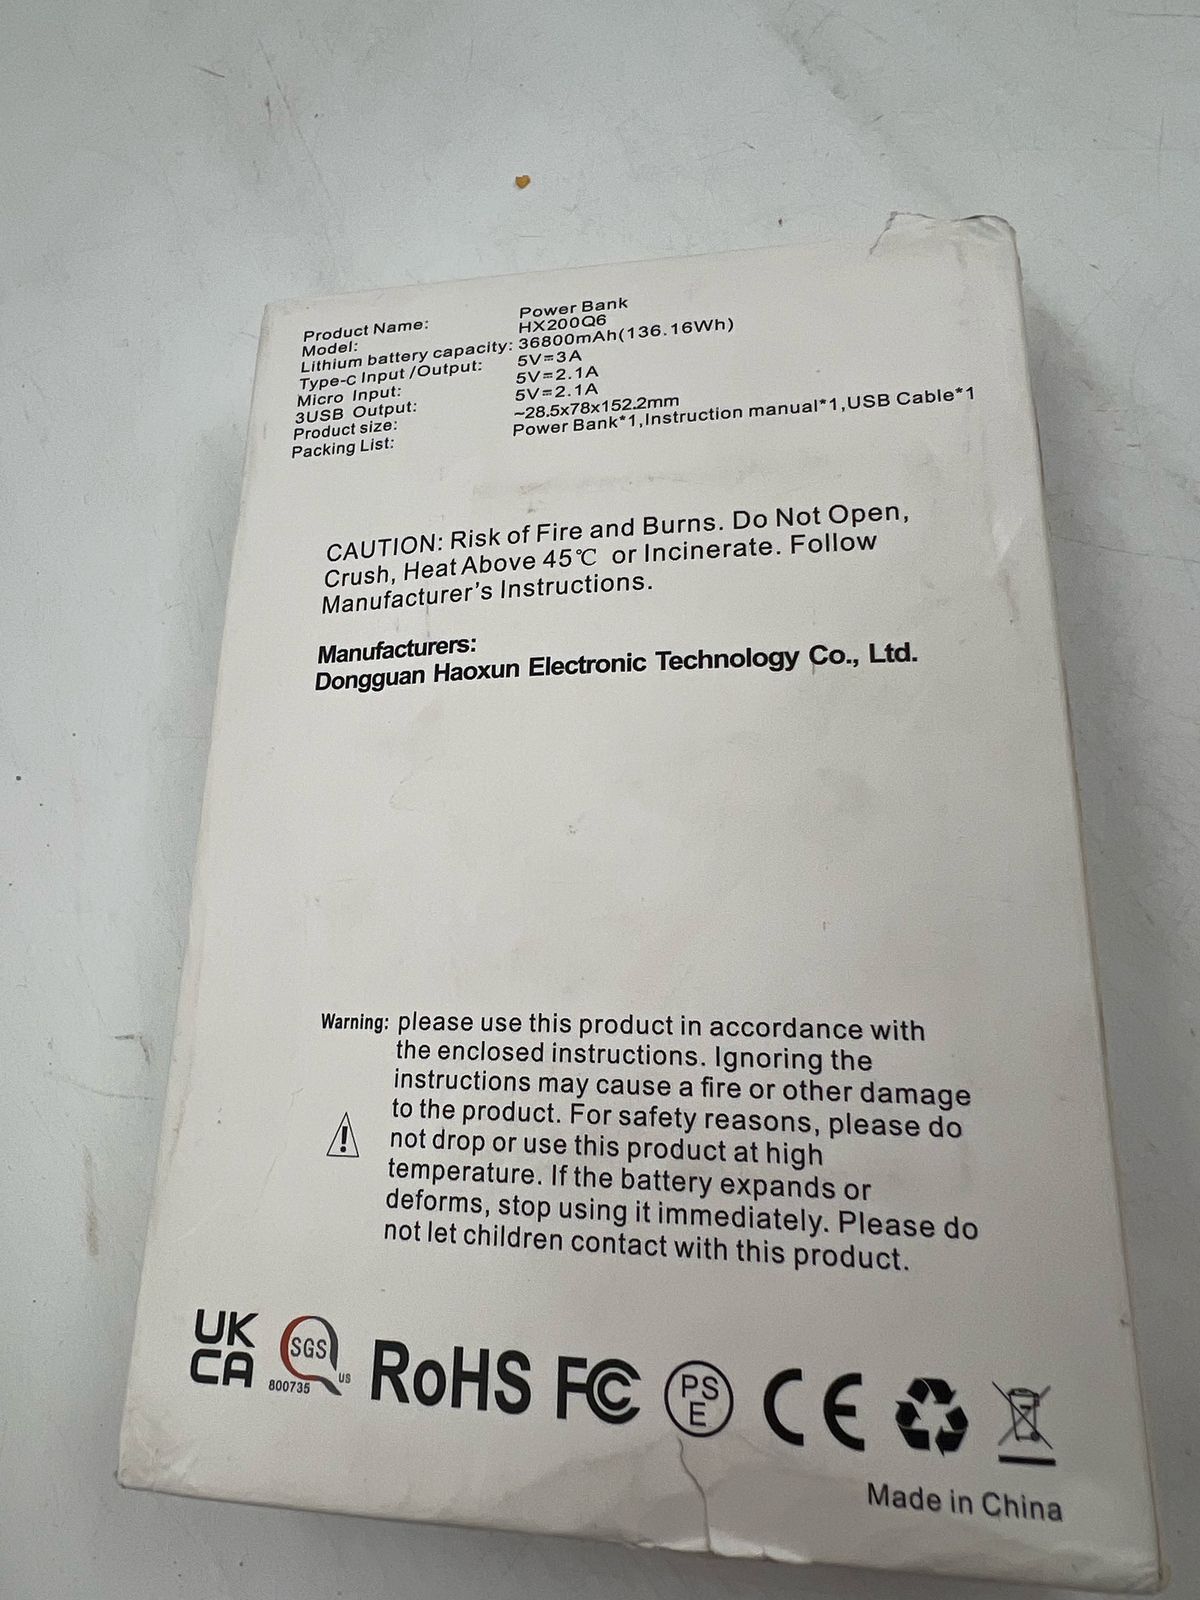 Product Name: Power Bank
Model: HX200Q6
Lithium battery capacity: 36800mAh(136.16Wh)
Type-C Input /Output: 5V=3A
Micro Input: 5V=2.1A
3USB Output: 5V=2.1A
Product size: ~28.5x78x152.2mm
Packing List: Power Bank*1,Instruction manual*1,USB Cable*1
CAUTION: Risk of Fire and Burns. Do Not Open,
Crush, Heat Above 45℃ or Incinerate. Follow
Manufacturer's Instructions.
Manufacturers:
Dongguan Haoxun Electronic Technology Co., Ltd.
Warning: please use this product in accordance with
the enclosed instructions. Ignoring the
instructions may cause a fire or other damage
to the product. For safety reasons, please do
not drop or use this product at high
temperature. If the battery expands or
deforms, stop using it immediately. Please do
not let children contact with this product.
UK
CA
SGS
800735 US
RoHS FC PS
E
CE
Made in China